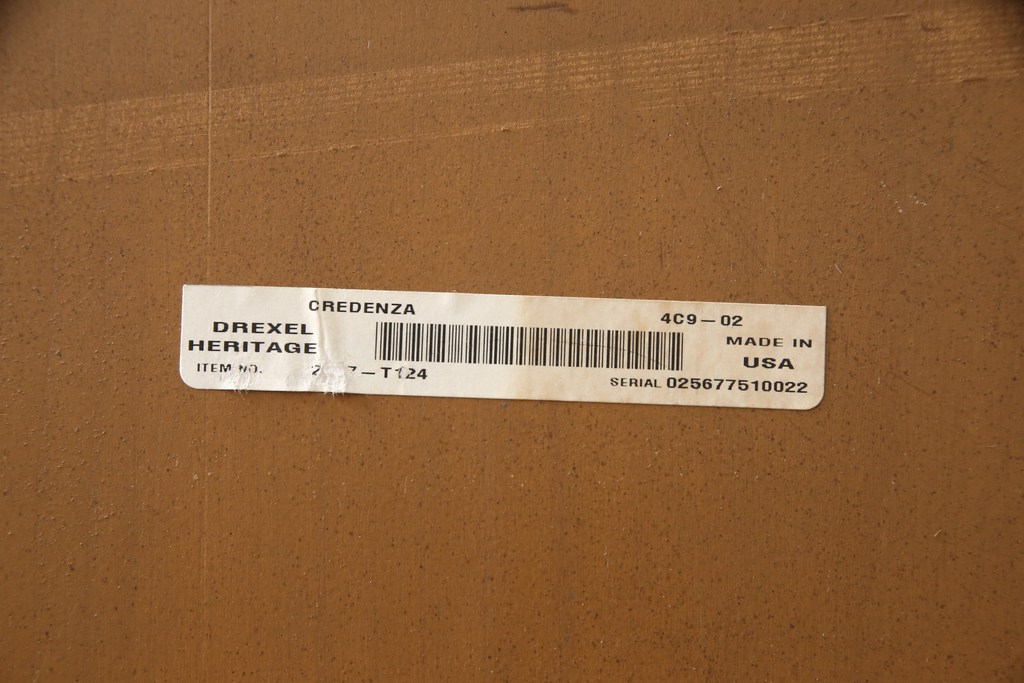 CREDENZA
4C9-02
DREXEL
HERITAGE
MADE IN
USA
ITEM NO.
SERIAL 025677510022